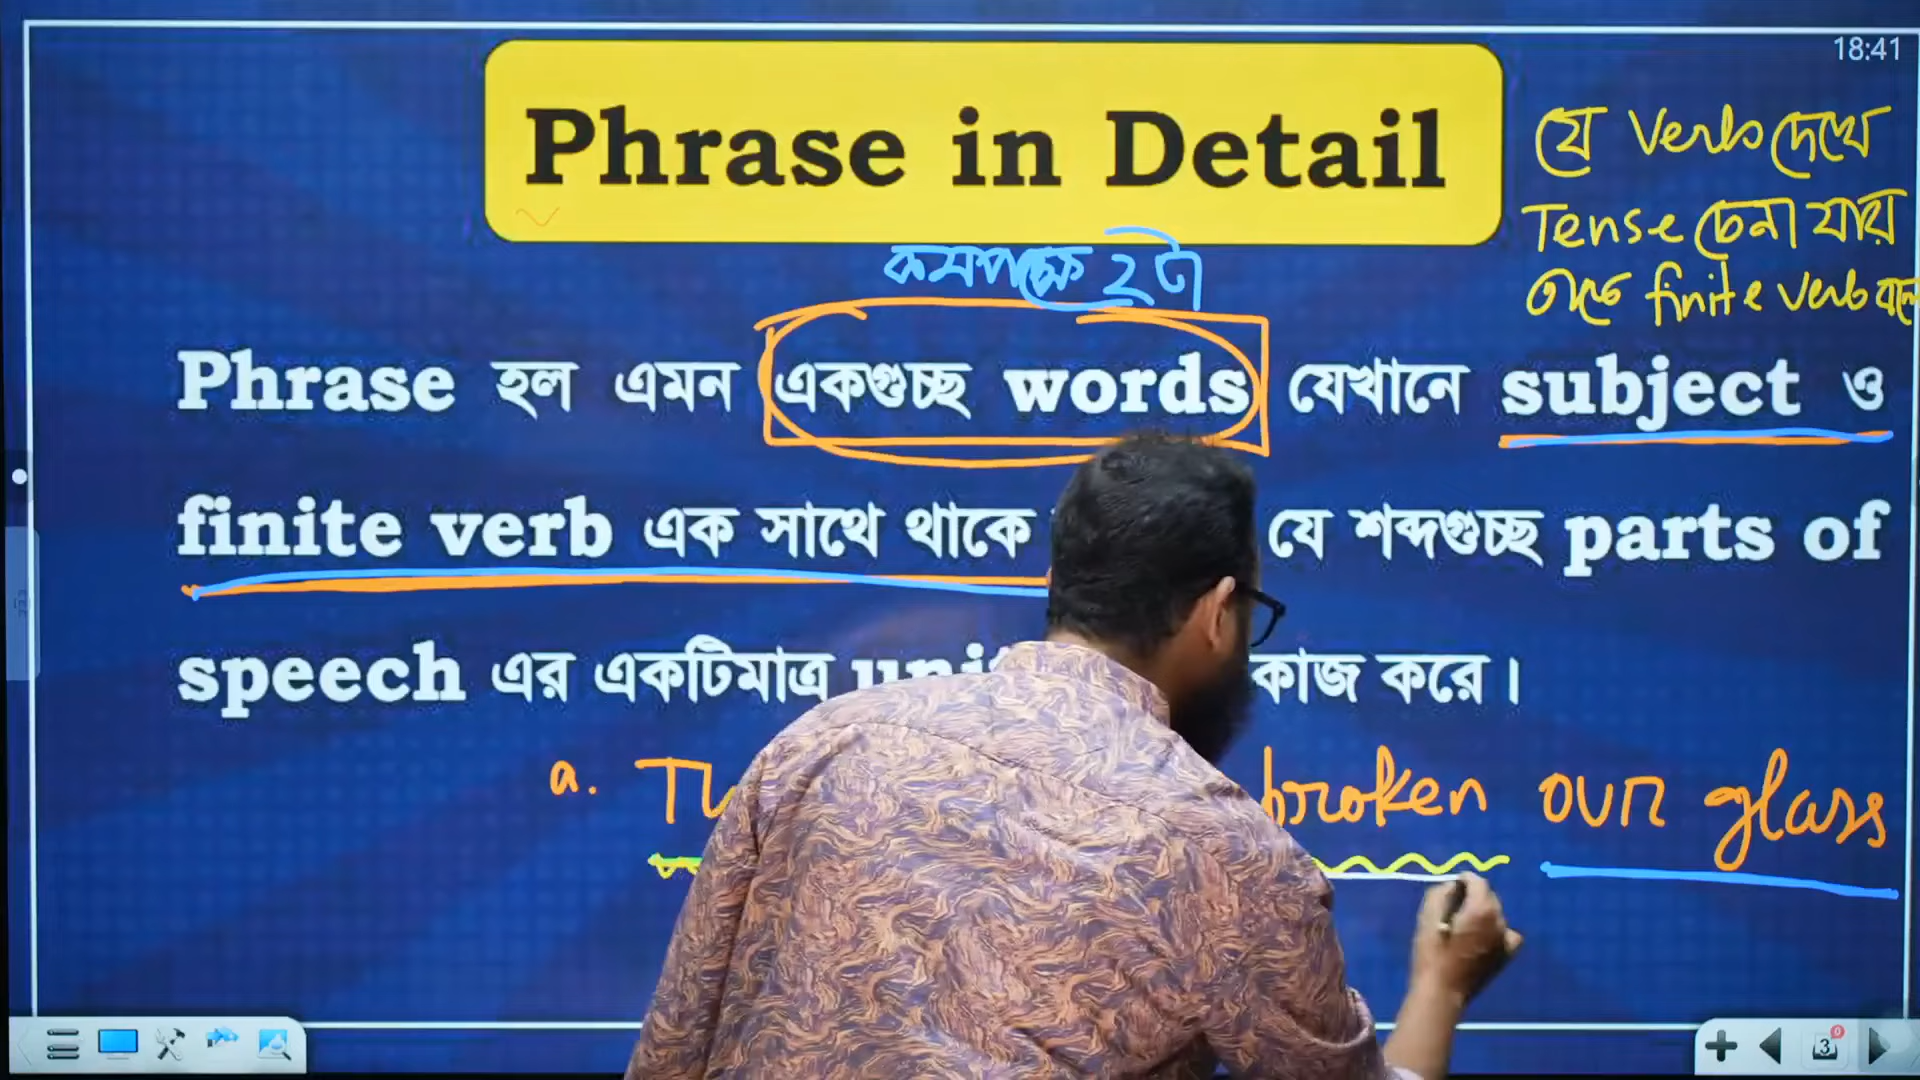 18:41
Phrase in Detail
যে Verb দেখে
Tense চেনা যায়
তাকে finite verb বলে
কমপক্ষে ২টা
Phrase হল এমন একগুচ্ছ words যেখানে subject ও
finite verb এক সাথে থাকে যে শব্দগুচ্ছ parts of
speech এর একটিমাত্র কাজ করে।
a. broken our glass
3